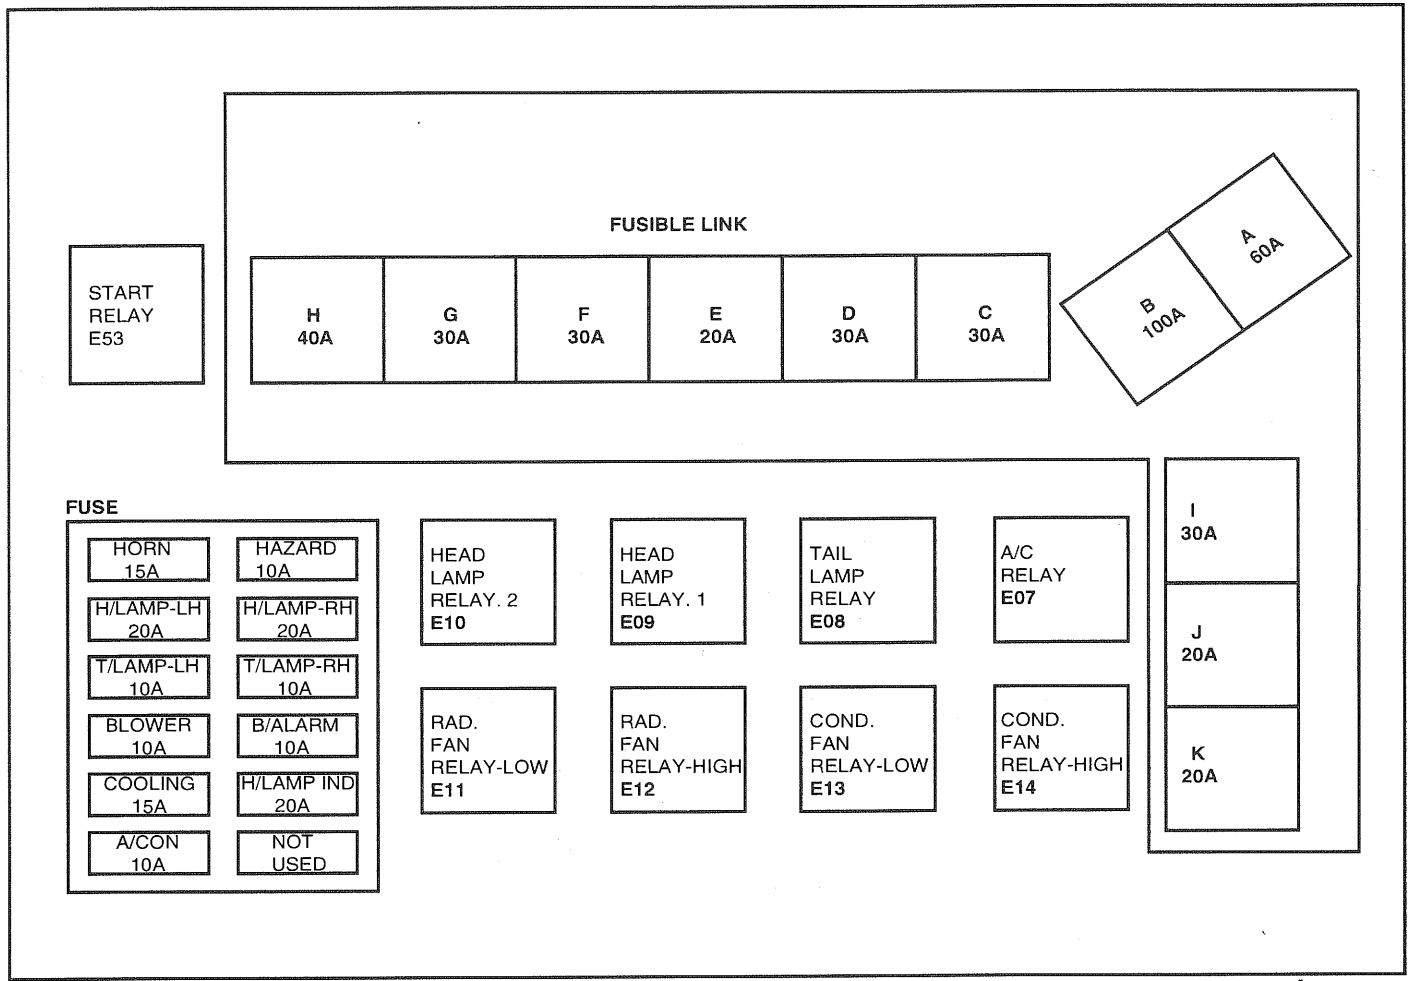 FUSIBLE LINK
A
60A
B
100A
START
RELAY
E53
H
40A
G
30A
F
30A
E
20A
D
30A
C
30A
FUSE
HORN
15A
HAZARD
10A
H/LAMP-LH
20A
H/LAMP-RH
20A
T/LAMP-LH
10A
T/LAMP-RH
10A
BLOWER
10A
B/ALARM
10A
COOLING
15A
H/LAMP IND
20A
A/CON
10A
NOT
USED
HEAD
LAMP
RELAY. 2
E10
HEAD
LAMP
RELAY. 1
E09
TAIL
LAMP
RELAY
E08
A/C
RELAY
E07
RAD.
FAN
RELAY-LOW
E11
RAD.
FAN
RELAY-HIGH
E12
COND.
FAN
RELAY-LOW
E13
COND.
FAN
RELAY-HIGH
E14
I
30A
J
20A
K
20A